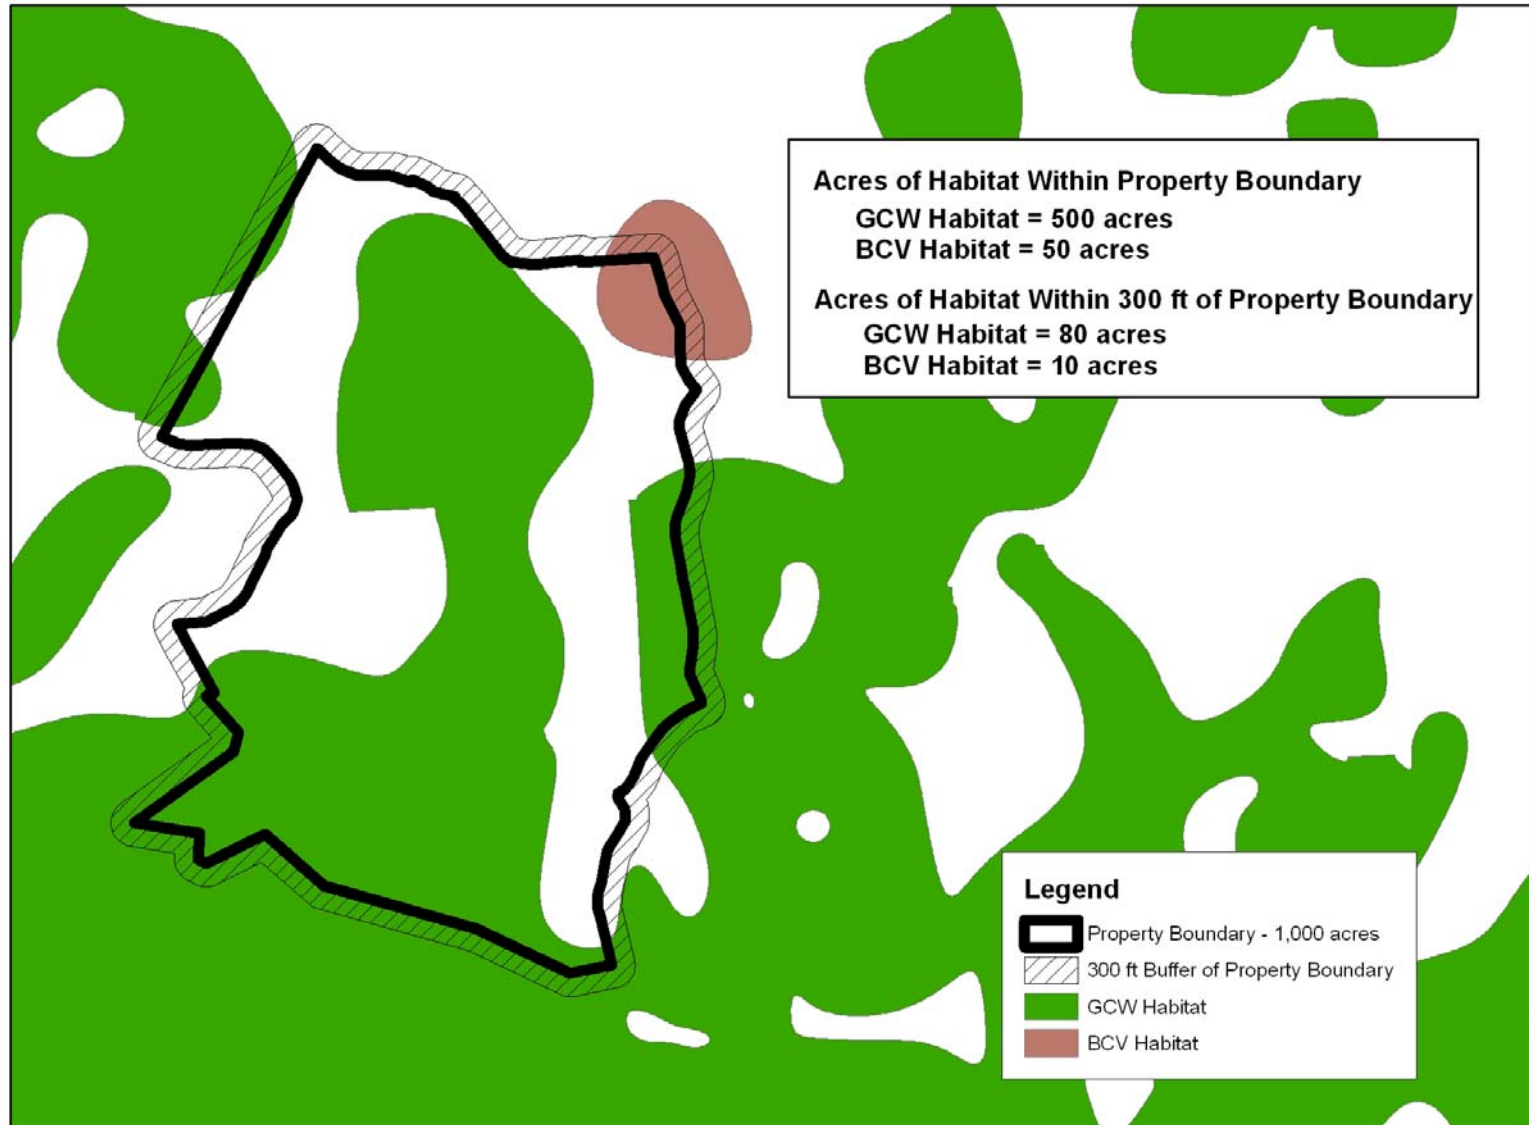 Acres of Habitat Within Property Boundary
GCW Habitat = 500 acres
BCV Habitat = 50 acres
Acres of Habitat Within 300 ft of Property Boundary
GCW Habitat = 80 acres
BCV Habitat = 10 acres
Legend
Property Boundary - 1,000 acres
300 ft Buffer of Property Boundary
GCW Habitat
BCV Habitat